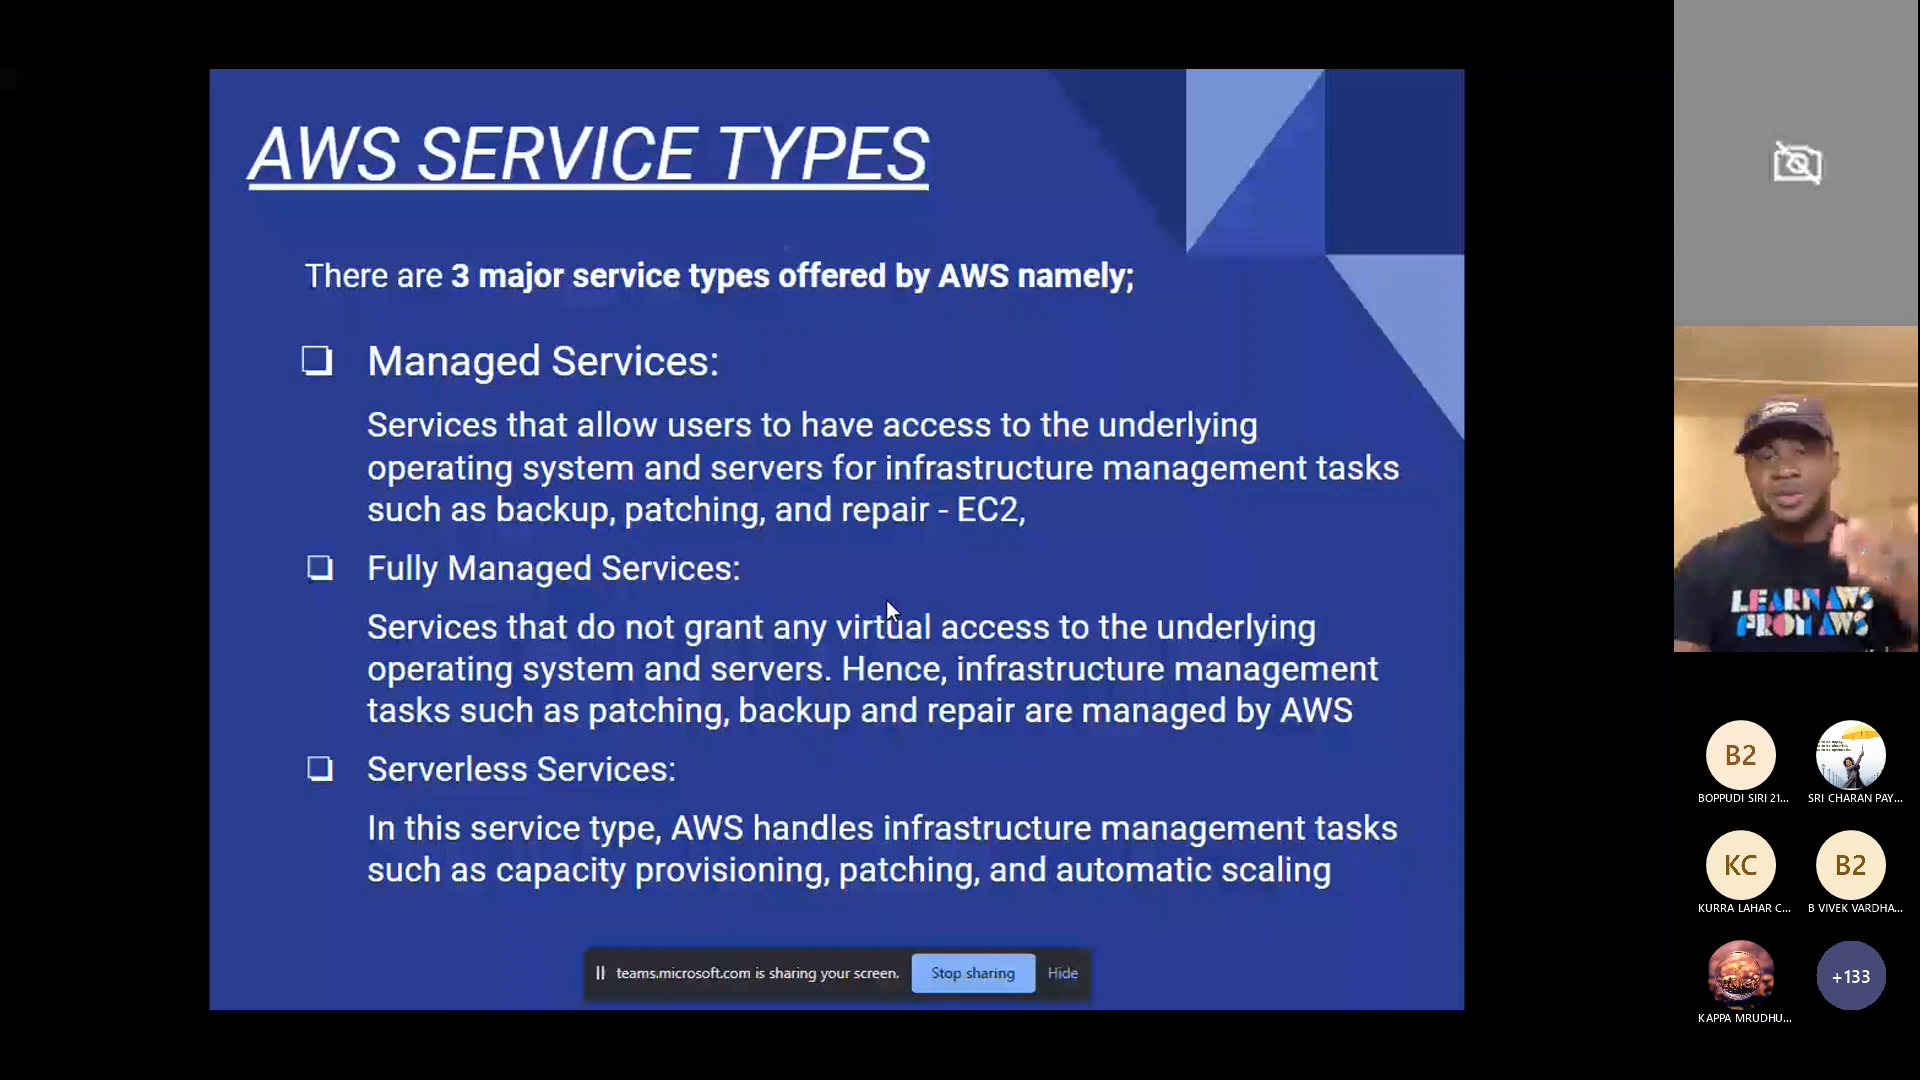 AWS SERVICE TYPES
There are 3 major service types offered by AWS namely;
Managed Services:
Services that allow users to have access to the underlying
operating system and servers for infrastructure management tasks
such as backup, patching, and repair - EC2,
Fully Managed Services:
Services that do not grant any virtual access to the underlying
operating system and servers. Hence, infrastructure management
tasks such as patching, backup and repair are managed by AWS
Serverless Services:
In this service type, AWS handles infrastructure management tasks
such as capacity provisioning, patching, and automatic scaling
teams.microsoft.com is sharing your screen. Stop sharing Hide
LEARN AWS
FROM AWS
B2
BOPPUDI SIRI 21...
SRI CHARAN PAY...
KC
KURRA LAHAR C...
B2
B VIVEK VARDHA...
KAPPA MRUDHU...
+133